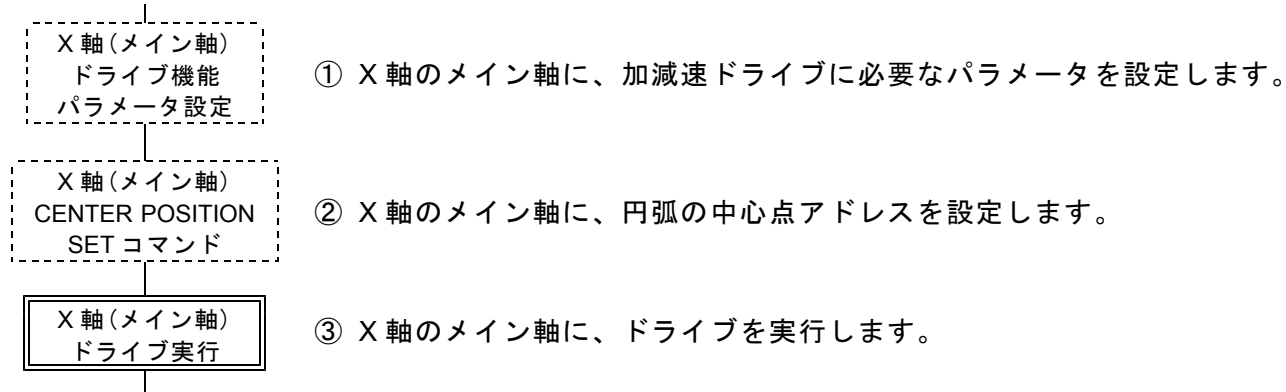 X 軸(メイン軸)
ドライブ機能
パラメータ設定
① X 軸のメイン軸に、加減速ドライブに必要なパラメータを設定します。
X 軸(メイン軸)
CENTER POSITION
SET コマンド
② X 軸のメイン軸に、円弧の中心点アドレスを設定します。
X 軸(メイン軸)
ドライブ実行
③ X 軸のメイン軸に、ドライブを実行します。